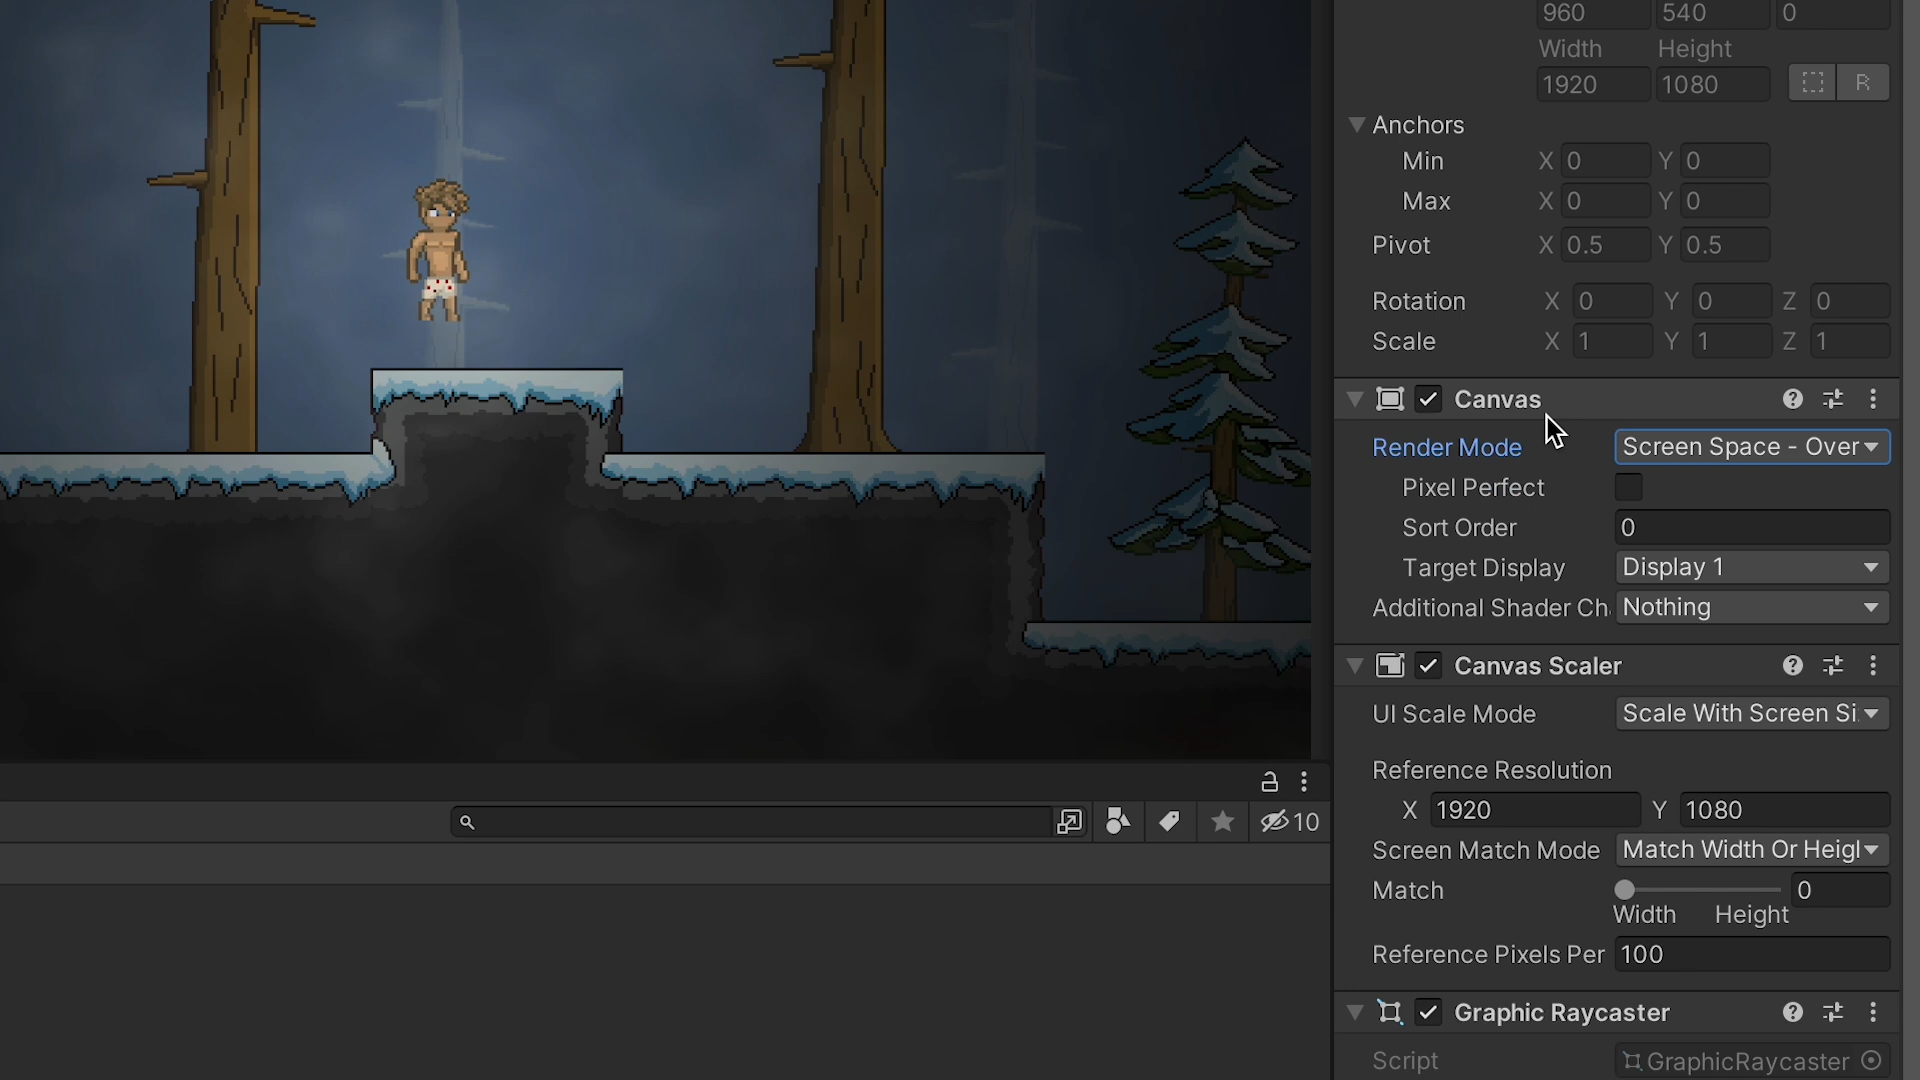 960 540 0
Width Height
1920 1080 R
Anchors
Min X 0 Y 0
Max X 0 Y 0
Pivot X 0.5 Y 0.5
Rotation X 0 Y 0 Z 0
Scale X 1 Y 1 Z 1
Canvas
Render Mode Screen Space - Over
Pixel Perfect
Sort Order 0
Target Display Display 1
Additional Shader Ch Nothing
Canvas Scaler
UI Scale Mode Scale With Screen Si
Reference Resolution
X 1920 Y 1080
10
Screen Match Mode Match Width Or Heigl
Match 0
Width Height
Reference Pixels Per 100
Graphic Raycaster
Script GraphicRaycaster